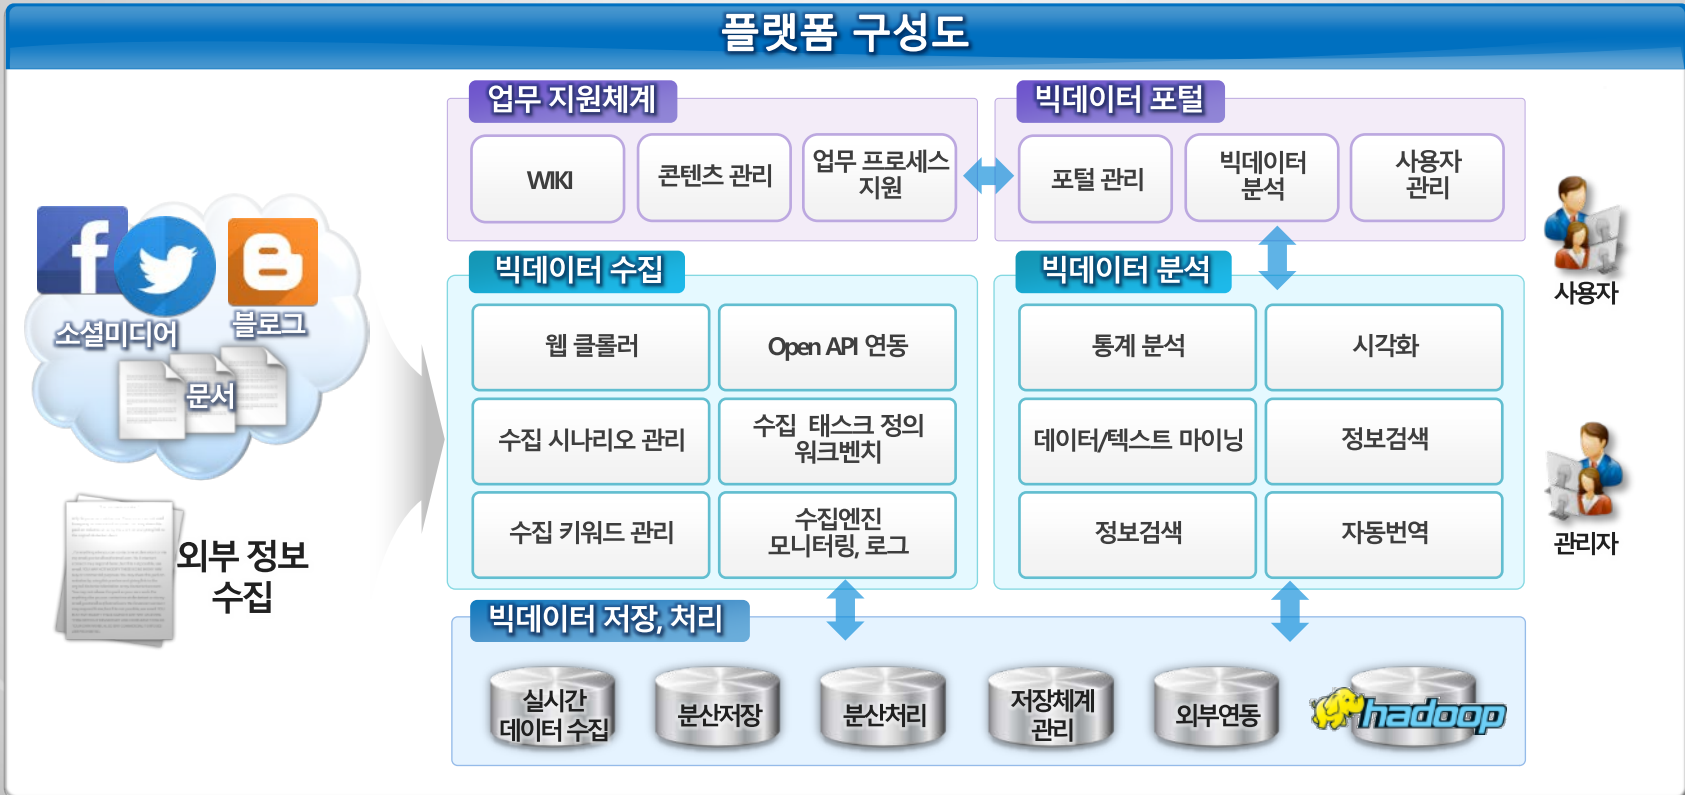 플랫폼 구성도
업무 지원체계
WIKI
콘텐츠 관리
업무 프로세스
지원
빅데이터 포털
포털 관리
빅데이터
분석
사용자
관리
소셜미디어
블로그
문서
외부 정보
수집
빅데이터 수집
웹 클롤러
Open API 연동
수집 시나리오 관리
수집 태스크 정의
워크벤치
수집 키워드 관리
수집엔진
모니터링, 로그
빅데이터 분석
통계 분석
시각화
데이터/텍스트 마이닝
정보검색
정보검색
자동번역
사용자
관리자
빅데이터 저장, 처리
실시간
데이터 수집
분산저장
분산처리
저장체계
관리
외부연동
hadoop